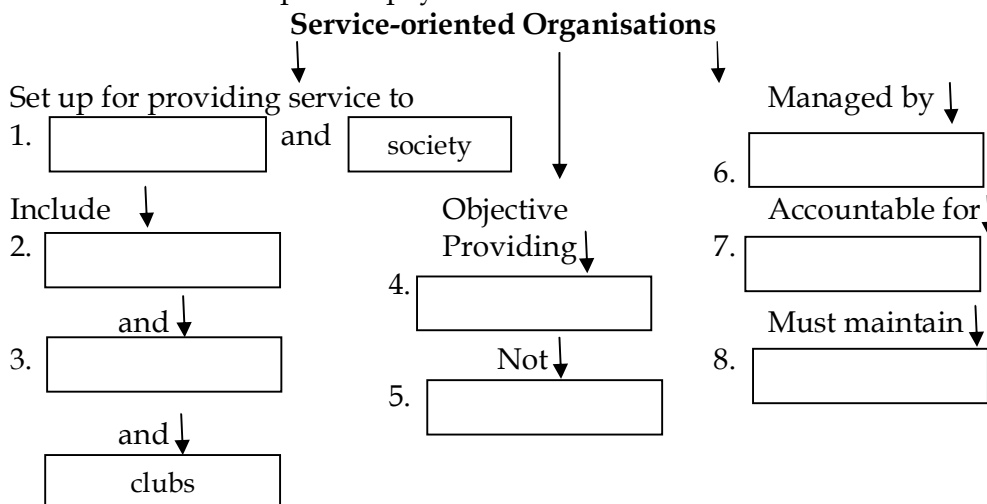 Service-oriented Organisations
Set up for providing service to
1.
and
society
Managed by
6.
Include
2.
Objective
Providing
4.
Accountable for
7.
and
3.
Not
5.
Must maintain
8.
and
clubs